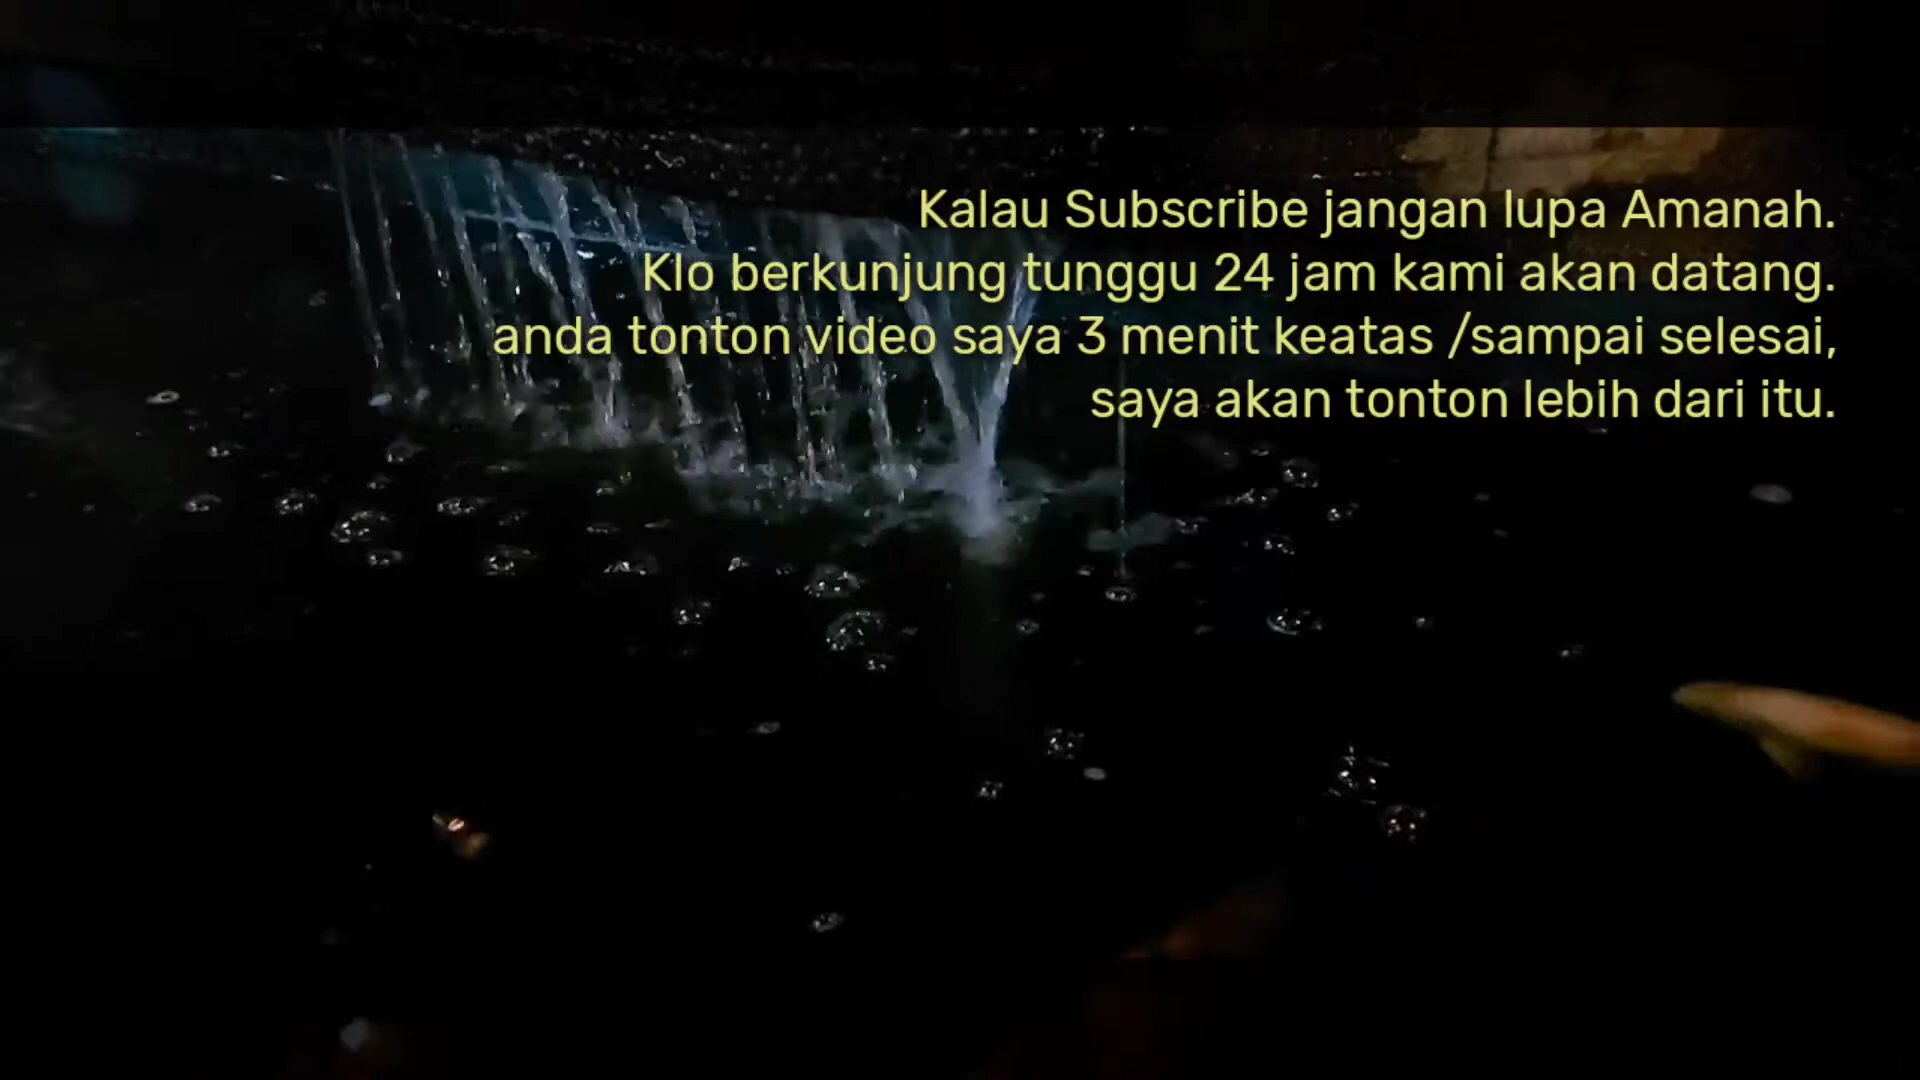 Kalau Subscribe jangan lupa Amanah.
Klo berkunjung tunggu 24 jam kami akan datang.
anda tonton video saya 3 menit keatas /sampai selesai,
saya akan tonton lebih dari itu.